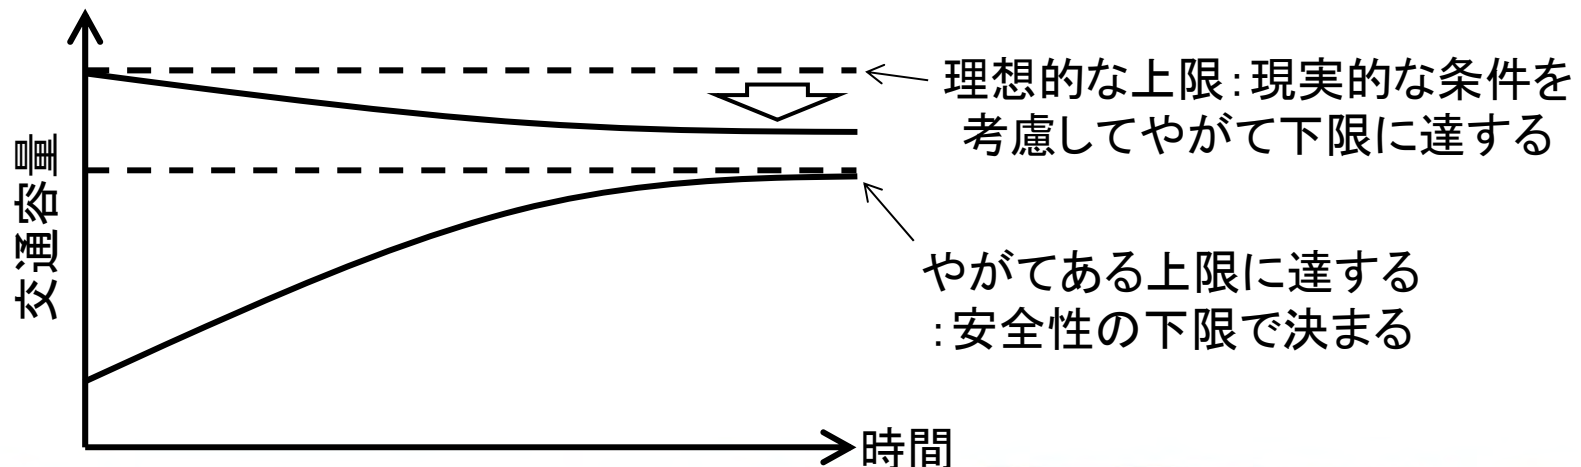 理想的な上限：現実的な条件を
考慮してやがて下限に達する
交通容量
やがてある上限に達する
：安全性の下限で決まる
時間